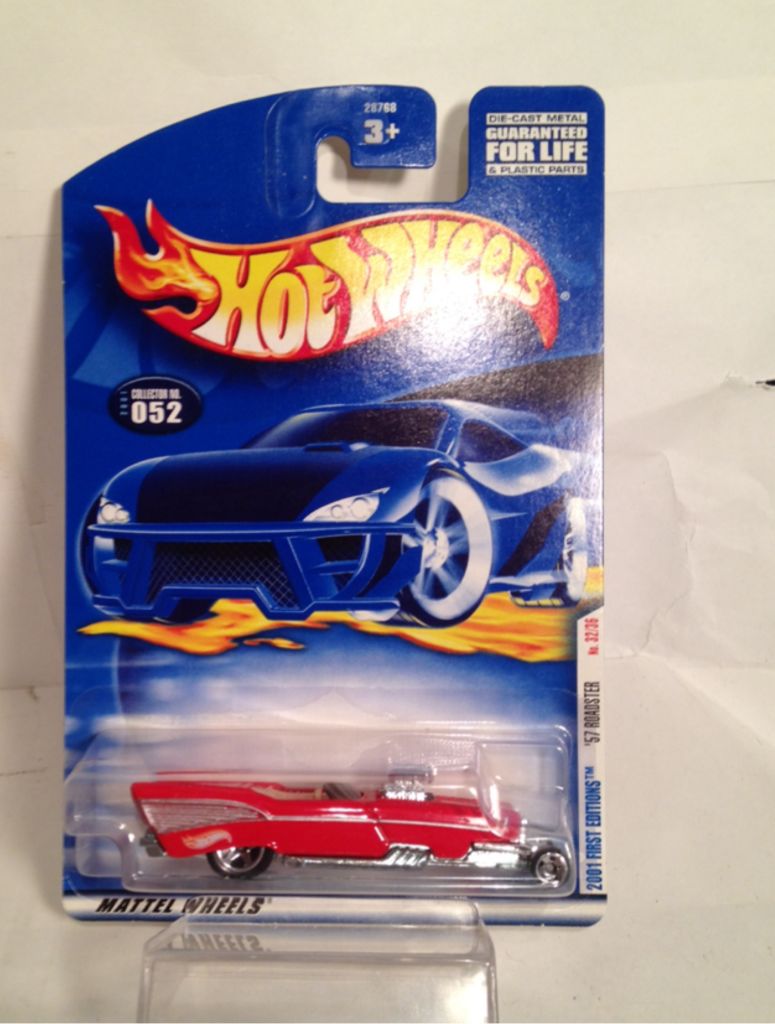 28768
3+
DIE-CAST METAL
GUARANTEED
FOR LIFE
& PLASTIC PARTS
HOT WHEELS®
2001
COLLECTOR NO.
052
2001 FIRST EDITIONS™ '57 ROADSTER No. 32/36
MATTEL WHEELS®